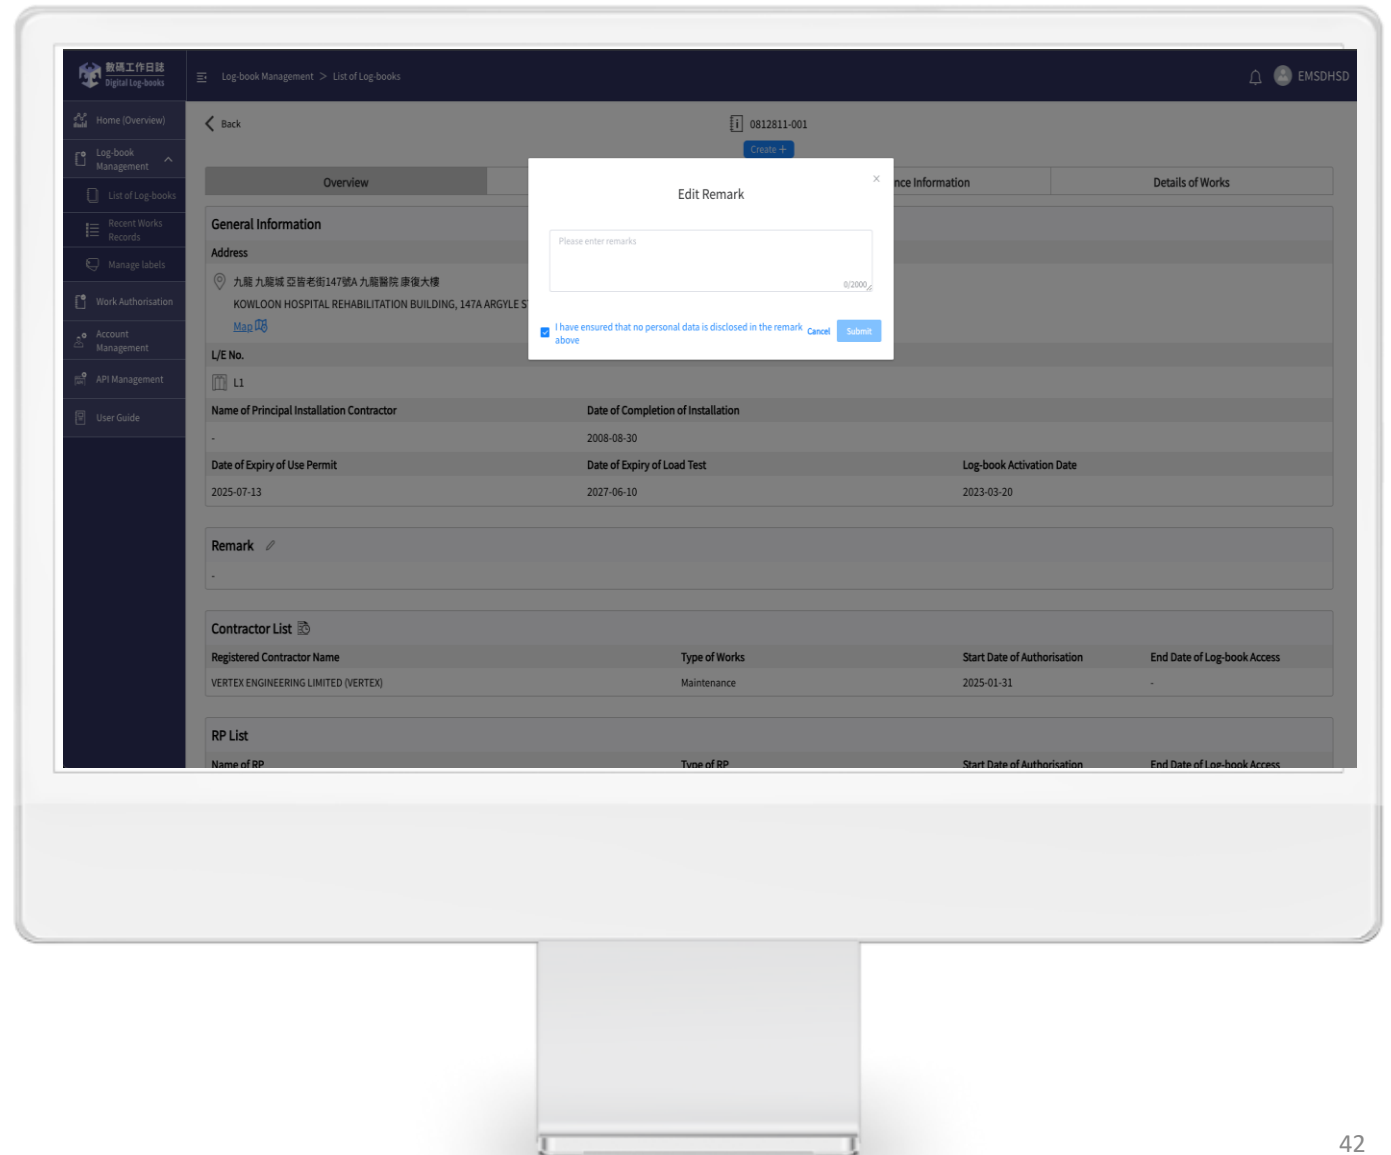 數碼工作日誌
Digital Log-books
Log-book Management > List of Log-books
EMSDHSD
Home (Overview)
Log-book
Management
List of Log-books
Recent Works
Records
Manage labels
Work Authorisation
Account
Management
API Management
User Guide
Back
0812811-001
Create +
Overview
nce Information
Details of Works
Edit Remark
Please enter remarks
0/2000
I have ensured that no personal data is disclosed in the remark
above
Cancel
Submit
General Information
Address
九龍 九龍城 亞皆老街147號A 九龍醫院 康復大樓
KOWLOON HOSPITAL REHABILITATION BUILDING, 147A ARGYLE S
Map
L/E No.
L1
Name of Principal Installation Contractor
Date of Completion of Installation
-
2008-08-30
Date of Expiry of Use Permit
Date of Expiry of Load Test
Log-book Activation Date
2025-07-13
2027-06-10
2023-03-20
Remark
-
Contractor List
Registered Contractor Name
Type of Works
Start Date of Authorisation
End Date of Log-book Access
VERTEX ENGINEERING LIMITED (VERTEX)
Maintenance
2025-01-31
-
RP List
Name of RP
Type of RP
Start Date of Authorisation
End Date of Log-book Access
42